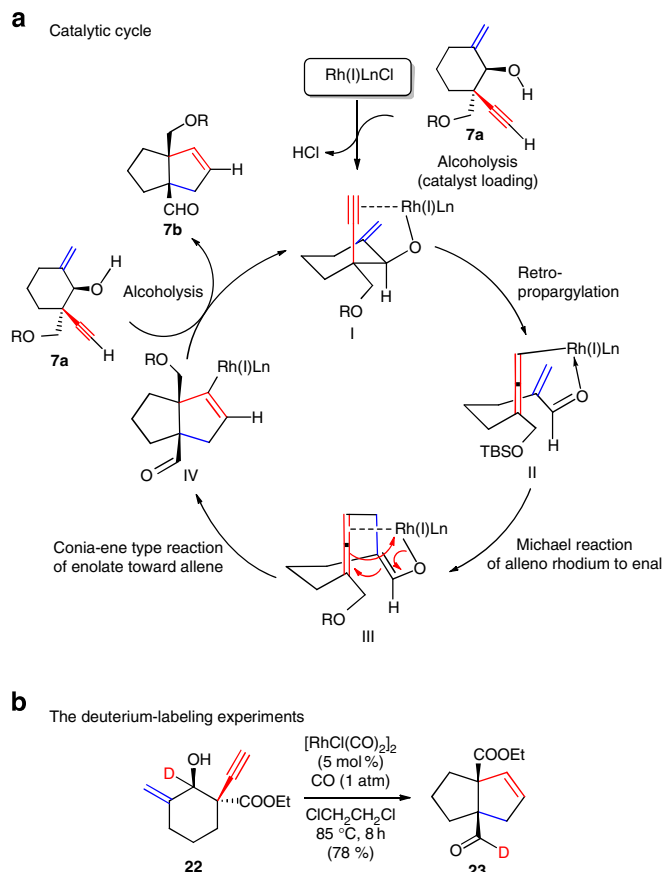 a
Catalytic cycle
Rh(I)LnCl
O
H
RO
H
7a
HCl
Alcoholysis
(catalyst loading)
OR
H
CHO
7b
Rh(I)Ln
O
H
RO
I
Retro-
propargylation
H
O
RO
H
7a
Alcoholysis
RO
Rh(I)Ln
H
O
IV
Rh(I)Ln
O
H
TBSO
II
Conia-ene type reaction
of enolate toward allene
Rh(I)Ln
O
H
RO
III
Michael reaction
of alleno rhodium to enal
b
The deuterium-labeling experiments
OH
D
COOEt
22
[RhCl(CO)2]2
(5 mol %)
CO (1 atm)
ClCH2CH2Cl
85 °C, 8 h
(78 %)
COOEt
O
D
23